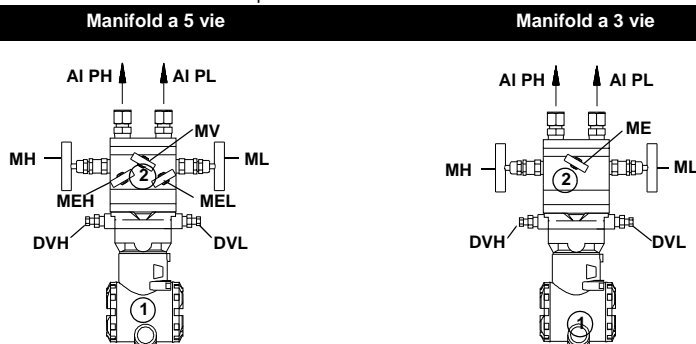 Manifold a 5 vie
Manifold a 3 vie
AI PH
AI PL
MV
MH
2
ML
MEH
MEL
DVH
DVL
1
AI PH
AI PL
ME
MH
2
ML
DVH
DVL
1